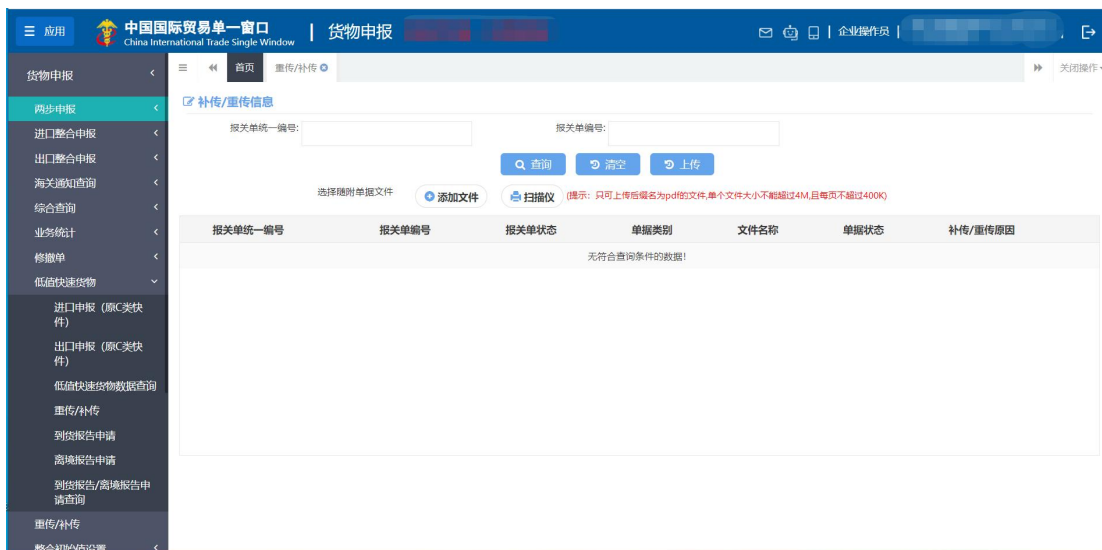 应用
中国国际贸易单一窗口
China International Trade Single Window
货物申报
企业操作员
货物申报
首页
重传/补传
关闭操作
两步申报
进口整合申报
出口整合申报
海关通知查询
综合查询
业务统计
修撤单
低值快速货物
进口申报（原C类快
件）
出口申报（原C类快
件）
低值快速货物数据查询
重传/补传
到货报告申请
离境报告申请
到货报告/离境报告申
请查询
重传/补传
整合初始值设置
补传/重传信息
报关单统一编号:
报关单编号:
查询
清空
上传
选择随附单据文件
添加文件
扫描仪
(提示：只可上传后缀名为pdf的文件,单个文件大小不能超过4M,且每页不超过400K)
报关单统一编号 报关单编号 报关单状态 单据类别 文件名称 单据状态 补传/重传原因
无符合查询条件的数据!